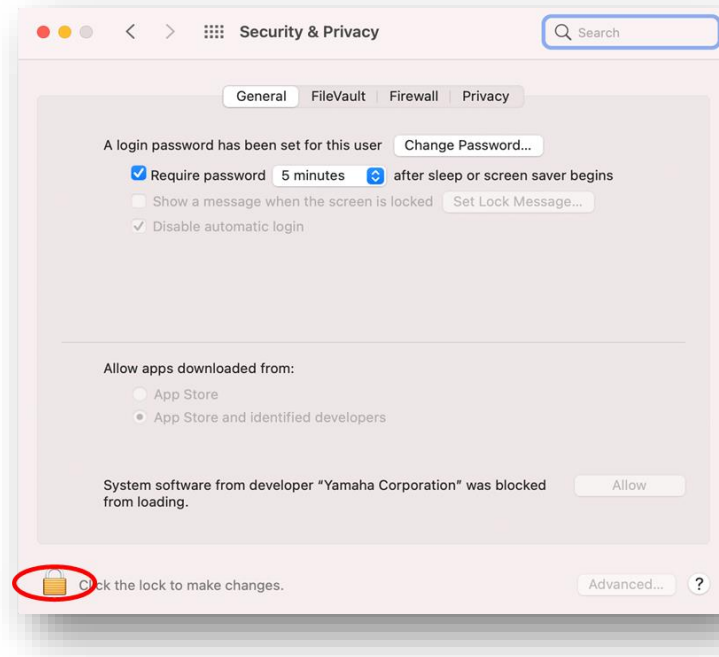 Security & Privacy
Search
General FileVault Firewall Privacy
A login password has been set for this user Change Password...
Require password 5 minutes after sleep or screen saver begins
Show a message when the screen is locked Set Lock Message...
Disable automatic login
Allow apps downloaded from:
App Store
App Store and identified developers
System software from developer “Yamaha Corporation” was blocked Allow
from loading.
Click the lock to make changes. Advanced... ?